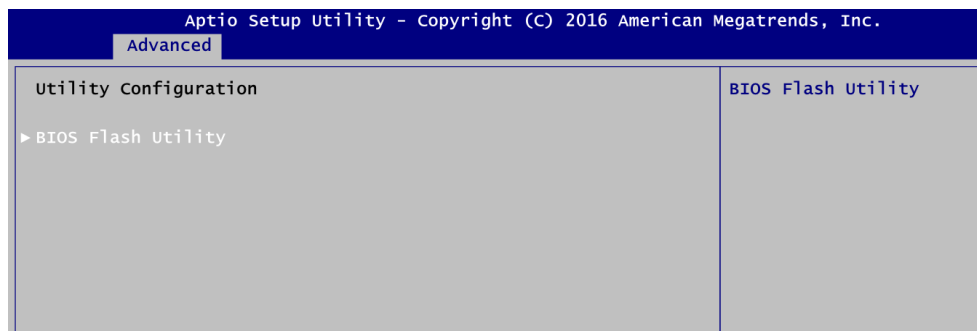 Aptio Setup Utility – Copyright (C) 2016 American Megatrends, Inc.
Advanced
Utility Configuration
BIOS Flash Utility
► BIOS Flash Utility